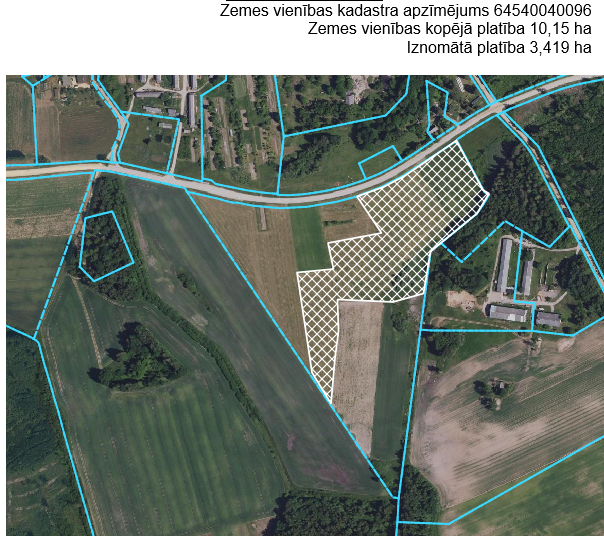 Zemes vienības kadastra apzīmējums 64540040096
Zemes vienības kopējā platība 10,15 ha
Iznomātā platība 3,419 ha